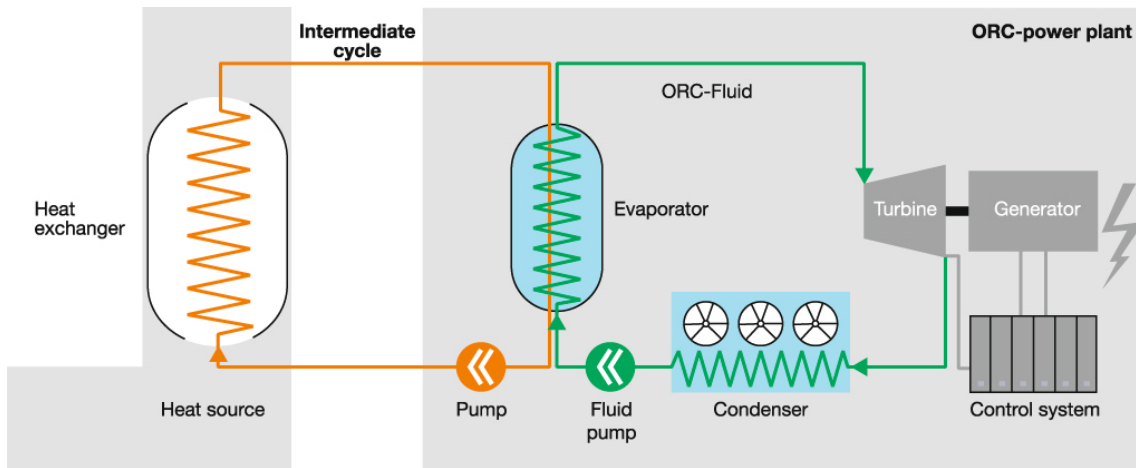 Intermediate
cycle
ORC-power plant
ORC-Fluid
Heat
exchanger
Evaporator
Turbine
Generator
Heat source
Pump
Fluid
pump
Condenser
Control system